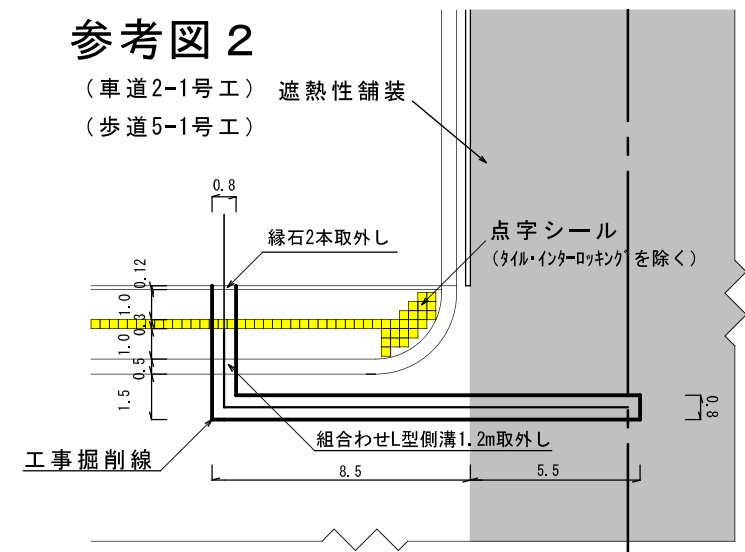 参考図２
（車道2-1号工）
遮熱性舗装
（歩道5-1号工）
0.8
縁石2本取外し
点字シール
（タイル・インターロッキングを除く）
0.12
1.0
0.3
1.0
0.5
1.5
0.8
組合わせL型側溝1.2m取外し
工事掘削線
8.5
5.5